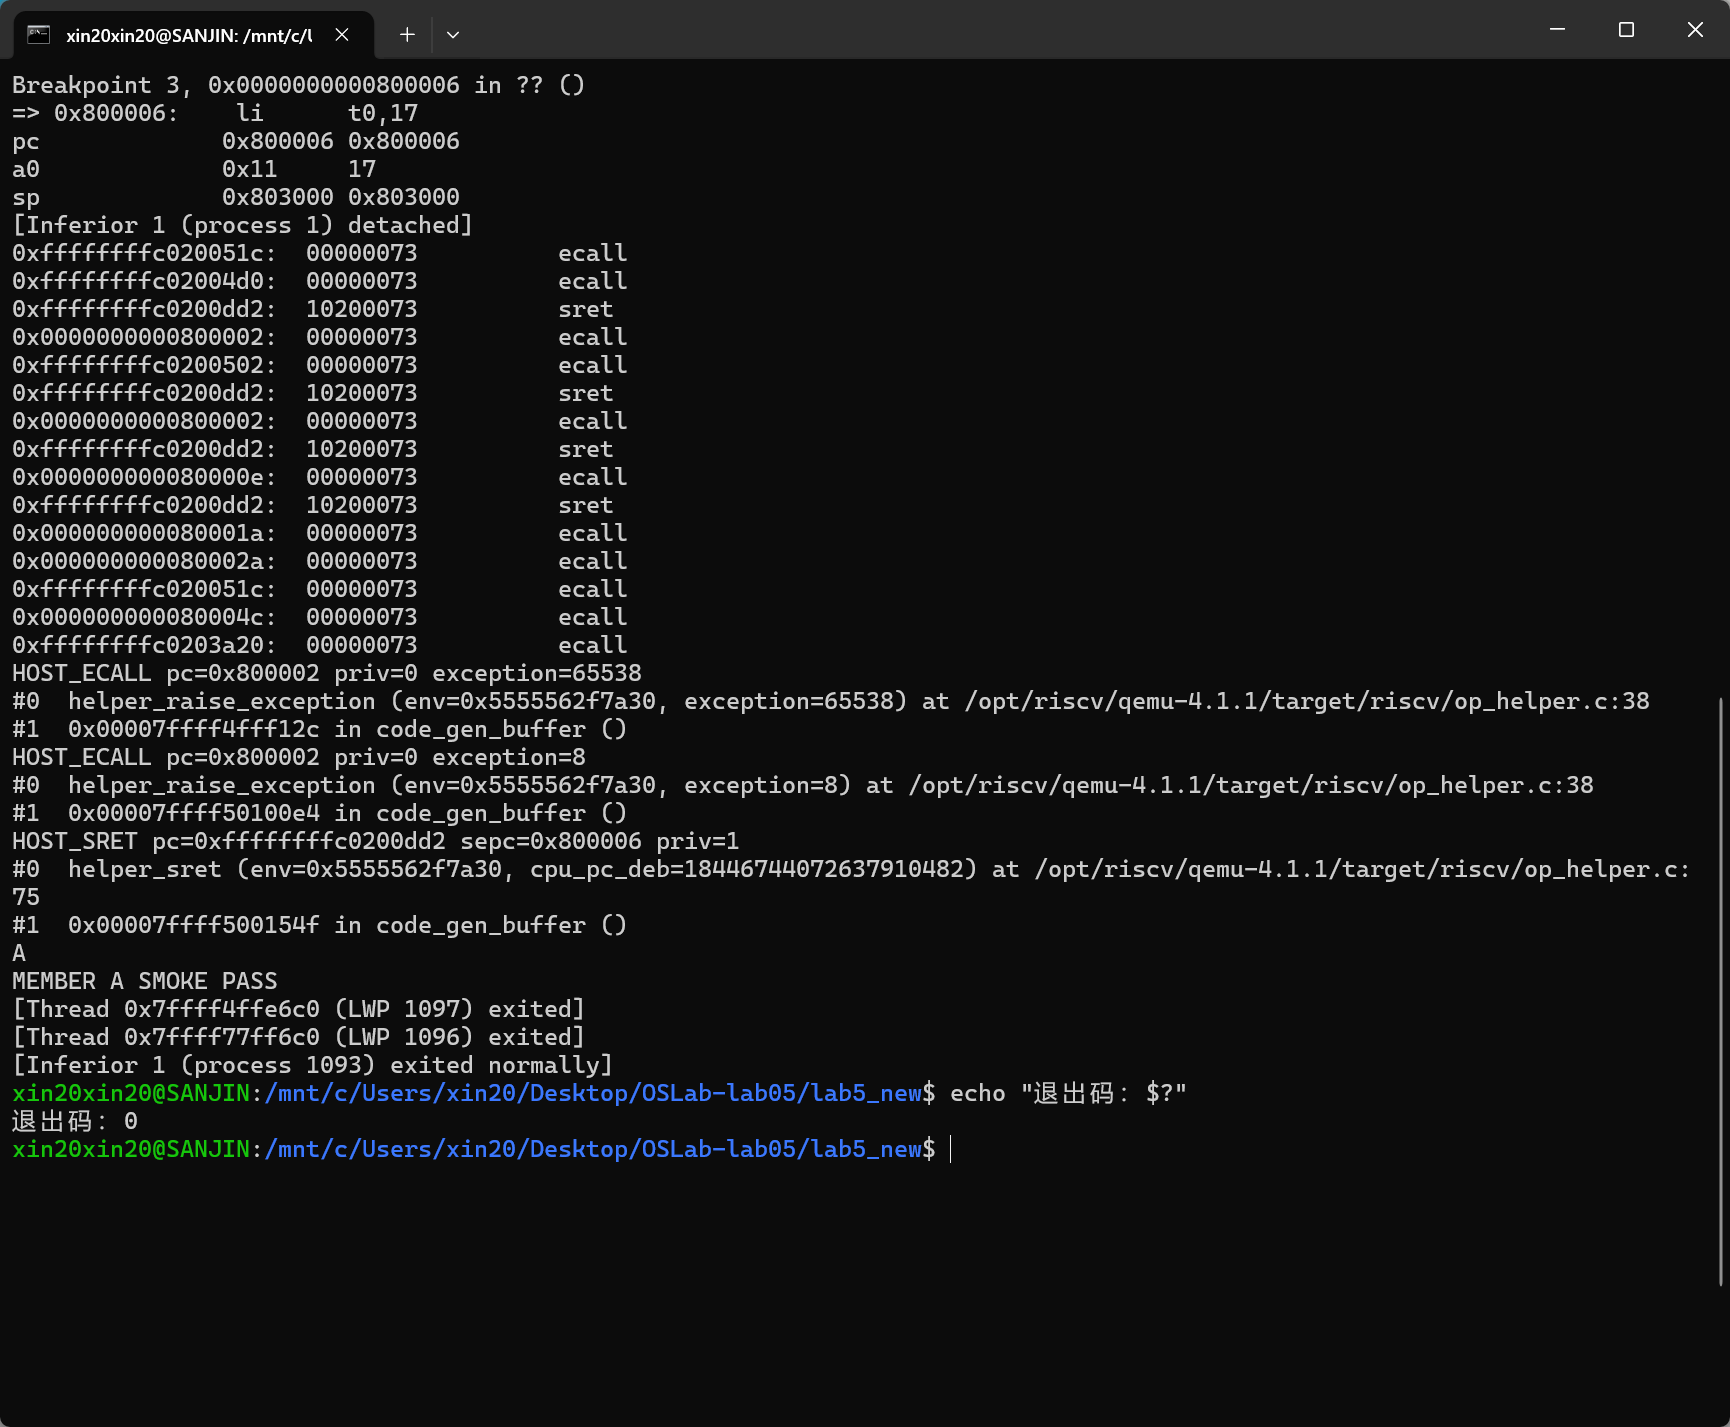 xin20xin20@SANJIN: /mnt/c/U
Breakpoint 3, 0x0000000000800006 in ?? ()
=> 0x800006:    li      t0,17
pc             0x800006 0x800006
a0             0x11     17
sp             0x803000 0x803000
[Inferior 1 (process 1) detached]
0xffffffffc020051c:  00000073          ecall
0xffffffffc02004d0:  00000073          ecall
0xffffffffc0200dd2:  10200073          sret
0x0000000000800002:  00000073          ecall
0xffffffffc0200502:  00000073          ecall
0xffffffffc0200dd2:  10200073          sret
0x0000000000800002:  00000073          ecall
0xffffffffc0200dd2:  10200073          sret
0x000000000080000e:  00000073          ecall
0xffffffffc0200dd2:  10200073          sret
0x000000000080001a:  00000073          ecall
0x000000000080002a:  00000073          ecall
0xffffffffc020051c:  00000073          ecall
0x000000000080004c:  00000073          ecall
0xffffffffc0203a20:  00000073          ecall
HOST_ECALL pc=0x800002 priv=0 exception=65538
#0  helper_raise_exception (env=0x5555562f7a30, exception=65538) at /opt/riscv/qemu-4.1.1/target/riscv/op_helper.c:38
#1  0x00007ffff4fff12c in code_gen_buffer ()
HOST_ECALL pc=0x800002 priv=0 exception=8
#0  helper_raise_exception (env=0x5555562f7a30, exception=8) at /opt/riscv/qemu-4.1.1/target/riscv/op_helper.c:38
#1  0x00007ffff50100e4 in code_gen_buffer ()
HOST_SRET pc=0xffffffffc0200dd2 sepc=0x800006 priv=1
#0  helper_sret (env=0x5555562f7a30, cpu_pc_deb=18446744072637910482) at /opt/riscv/qemu-4.1.1/target/riscv/op_helper.c:
75
#1  0x00007ffff500154f in code_gen_buffer ()
A
MEMBER A SMOKE PASS
[Thread 0x7ffff4ffe6c0 (LWP 1097) exited]
[Thread 0x7ffff77ff6c0 (LWP 1096) exited]
[Inferior 1 (process 1093) exited normally]
xin20xin20@SANJIN:/mnt/c/Users/xin20/Desktop/OSLab-lab05/lab5_new$ echo "退出码：$?"
退出码：0
xin20xin20@SANJIN:/mnt/c/Users/xin20/Desktop/OSLab-lab05/lab5_new$